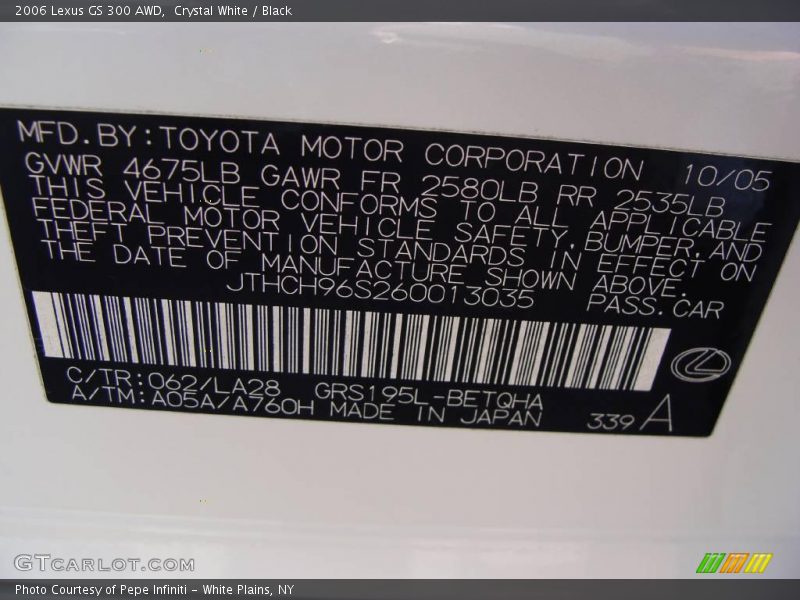 2006 Lexus GS 300 AWD,  Crystal White / Black
MFD.BY:TOYOTA MOTOR CORPORATION 10/05
GVWR 4675LB GAWR FR 2580LB RR 2535LB
THIS VEHICLE CONFORMS TO ALL APPLICABLE
FEDERAL MOTOR VEHICLE SAFETY,BUMPER,AND
THEFT PREVENTION STANDARDS IN EFFECT ON
THE DATE OF MANUFACTURE SHOWN ABOVE.
JTHCH96S260013035 PASS.CAR
C/TR:062/LA28 GRS195L-BETQHA
A/TM:A05A/A760H MADE IN JAPAN 339A
GTCARLOT.COM
Photo Courtesy of Pepe Infiniti - White Plains, NY